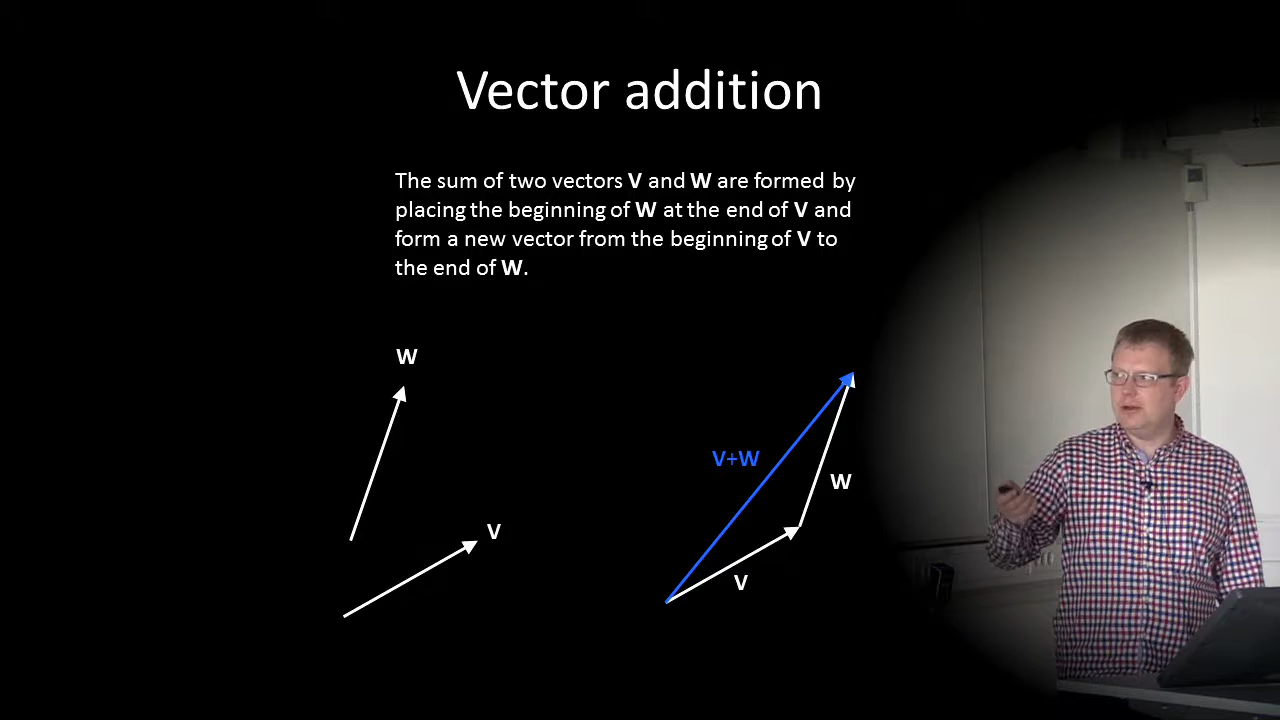 Vector addition
The sum of two vectors V and W are formed by
placing the beginning of W at the end of V and
form a new vector from the beginning of V to
the end of W.
W
V
V+W
W
V